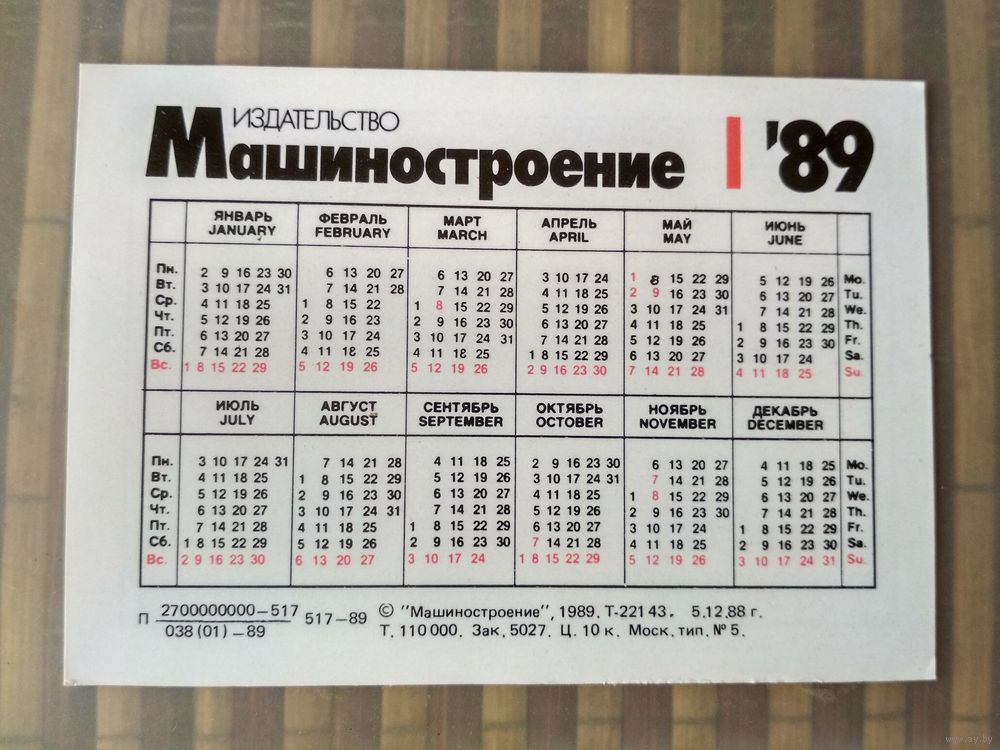 ИЗДАТЕЛЬСТВО
Машиностроение '89
ЯНВАРЬ ФЕВРАЛЬ МАРТ АПРЕЛЬ МАЙ ИЮНЬ
JANUARY FEBRUARY MARCH APRIL MAY JUNE
Пн. 2 9 16 23 30 6 13 20 27 6 13 20 27 3 10 17 24 1 8 15 22 29 5 12 19 26 Mo.
Вт. 3 10 17 24 31 7 14 21 28 7 14 21 28 4 11 18 25 2 9 16 23 30 6 13 20 27 Tu.
Ср. 4 11 18 25 1 8 15 22 1 8 15 22 29 5 12 19 26 3 10 17 24 31 7 14 21 28 We.
Чт. 5 12 19 26 2 9 16 23 2 9 16 23 30 6 13 20 27 4 11 18 25 1 8 15 22 29 Th.
Пт. 6 13 20 27 3 10 17 24 3 10 17 24 31 7 14 21 28 5 12 19 26 2 9 16 23 30 Fr.
Сб. 7 14 21 28 4 11 18 25 4 11 18 25 1 8 15 22 29 6 13 20 27 3 10 17 24 Sa.
Вс. 1 8 15 22 29 5 12 19 26 5 12 19 26 2 9 16 23 30 7 14 21 28 4 11 18 25 Su.
ИЮЛЬ АВГУСТ СЕНТЯБРЬ ОКТЯБРЬ НОЯБРЬ ДЕКАБРЬ
JULY AUGUST SEPTEMBER OCTOBER NOVEMBER DECEMBER
Пн. 3 10 17 24 31 7 14 21 28 4 11 18 25 2 9 16 23 30 6 13 20 27 4 11 18 25 Mo.
Вт. 4 11 18 25 1 8 15 22 29 5 12 19 26 3 10 17 24 31 7 14 21 28 5 12 19 26 Tu.
Ср. 5 12 19 26 2 9 16 23 30 6 13 20 27 4 11 18 25 1 8 15 22 29 6 13 20 27 We.
Чт. 6 13 20 27 3 10 17 24 31 7 14 21 28 5 12 19 26 2 9 16 23 30 7 14 21 28 Th.
Пт. 7 14 21 28 4 11 18 25 1 8 15 22 29 6 13 20 27 3 10 17 24 1 8 15 22 29 Fr.
Сб. 1 8 15 22 29 5 12 19 26 2 9 16 23 30 7 14 21 28 4 11 18 25 2 9 16 23 30 Sa.
Вс. 2 9 16 23 30 6 13 20 27 3 10 17 24 1 8 15 22 29 5 12 19 26 3 10 17 24 31 Su.
П 2700000000–517 517–89 © "Машиностроение", 1989. Т-221 43. 5.12.88 г.
038 (01) –89 Т. 110 000. Зак. 5027. Ц. 10 к. Моск. тип. № 5.
www.ay.by